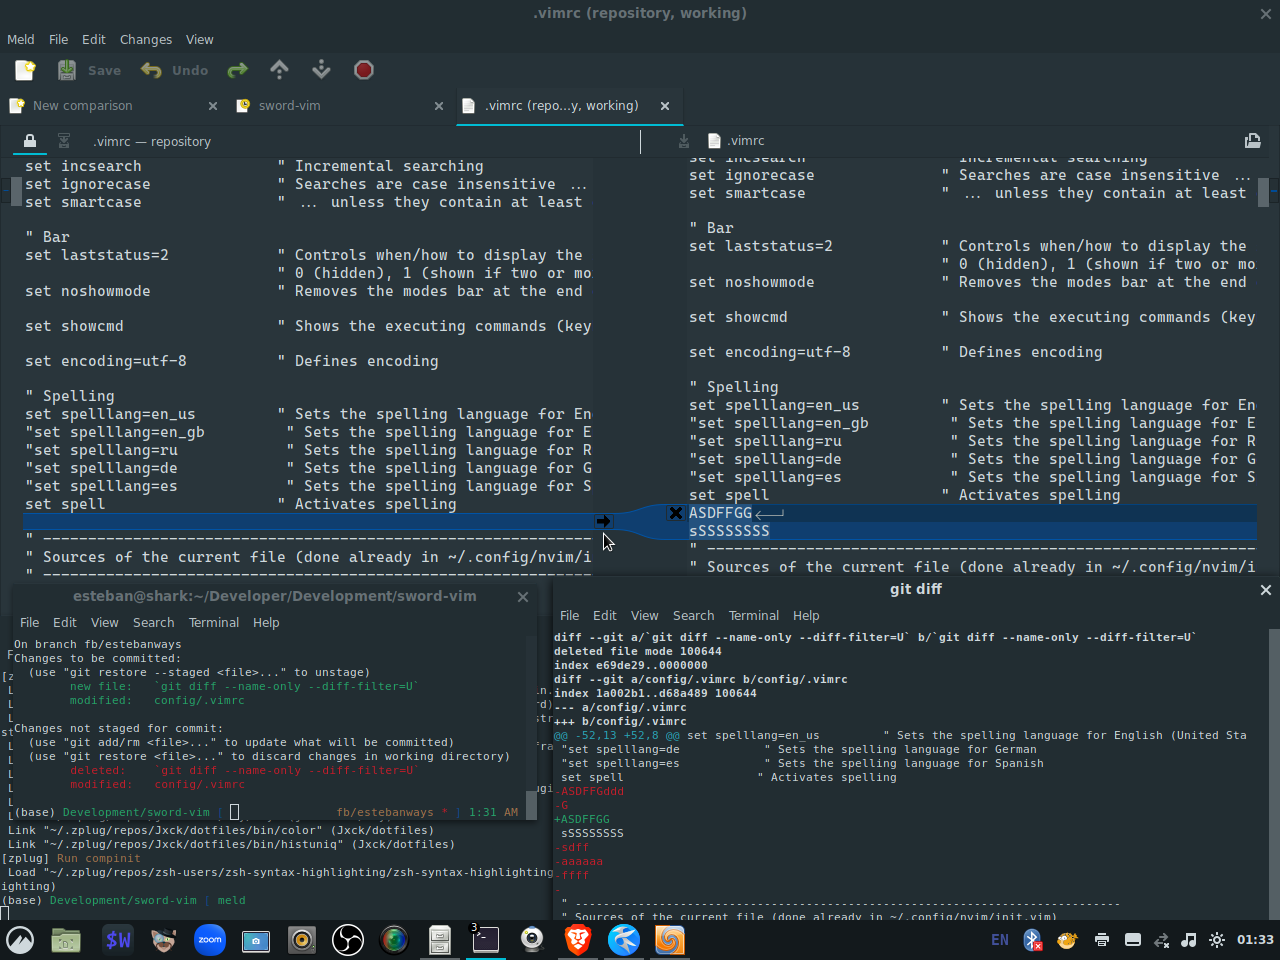 .vimrc (repository, working)
Meld File Edit Changes View
Save Undo
New comparison
sword-vim
.vimrc (repo...y, working)
.vimrc — repository
set incsearch " Incremental searching
set ignorecase " Searches are case insensitive ...
set smartcase " ... unless they contain at least
" Bar
set laststatus=2 " Controls when/how to display the
" 0 (hidden), 1 (shown if two or mo
set noshowmode " Removes the modes bar at the end
set showcmd " Shows the executing commands (key
set encoding=utf-8 " Defines encoding
" Spelling
set spelllang=en_us " Sets the spelling language for En
"set spelllang=en_gb " Sets the spelling language for E
"set spelllang=ru " Sets the spelling language for R
"set spelllang=de " Sets the spelling language for G
"set spelllang=es " Sets the spelling language for S
set spell " Activates spelling
" -------------------------------------------------------------
" Sources of the current file (done already in ~/.config/nvim/i
" -------------------------------------------------------------
.vimrc
set incsearch " Incremental searching
set ignorecase " Searches are case insensitive ...
set smartcase " ... unless they contain at least
" Bar
set laststatus=2 " Controls when/how to display the
" 0 (hidden), 1 (shown if two or mo
set noshowmode " Removes the modes bar at the end
set showcmd " Shows the executing commands (key
set encoding=utf-8 " Defines encoding
" Spelling
set spelllang=en_us " Sets the spelling language for En
"set spelllang=en_gb " Sets the spelling language for E
"set spelllang=ru " Sets the spelling language for R
"set spelllang=de " Sets the spelling language for G
"set spelllang=es " Sets the spelling language for S
set spell " Activates spelling
ASDFFGG
sSSSSSSSS
" -------------------------------------------------------------
" Sources of the current file (done already in ~/.config/nvim/i
esteban@shark:~/Developer/Development/sword-vim
File Edit View Search Terminal Help
On branch fb/estebanways
Changes to be committed:
(use "git restore --staged <file>..." to unstage)
new file: `git diff --name-only --diff-filter=U`
modified: config/.vimrc
Changes not staged for commit:
(use "git add/rm <file>..." to update what will be committed)
(use "git restore <file>..." to discard changes in working directory)
deleted: `git diff --name-only --diff-filter=U`
modified: config/.vimrc
(base) Development/sword-vim | fb/estebanways * | 1:31 AM
Link "~/.zplug/repos/Jxck/dotfiles/bin/color" (Jxck/dotfiles)
Link "~/.zplug/repos/Jxck/dotfiles/bin/histuniq" (Jxck/dotfiles)
[zplug] Run compinit
Load "~/.zplug/repos/zsh-users/zsh-syntax-highlighting/zsh-syntax-highlighting
ighting)
(base) Development/sword-vim | meld
git diff
File Edit View Search Terminal Help
diff --git a/`git diff --name-only --diff-filter=U` b/`git diff --name-only --diff-filter=U`
deleted file mode 100644
index e69de29..0000000
diff --git a/config/.vimrc b/config/.vimrc
index 1a002b1..d68a489 100644
--- a/config/.vimrc
+++ b/config/.vimrc
@@ -52,13 +52,8 @@ set spelllang=en_us " Sets the spelling language for English (United Sta
"set spelllang=de " Sets the spelling language for German
"set spelllang=es " Sets the spelling language for Spanish
set spell " Activates spelling
-ASDFFGddd
-G
+ASDFFGG
sSSSSSSSS
-sdff
-aaaaaa
-ffff
-
" ------------------------------------------------------------------------------
" Sources of the current file (done already in ~/.config/nvim/init.vim)
$W
zoom
3
EN
01:33